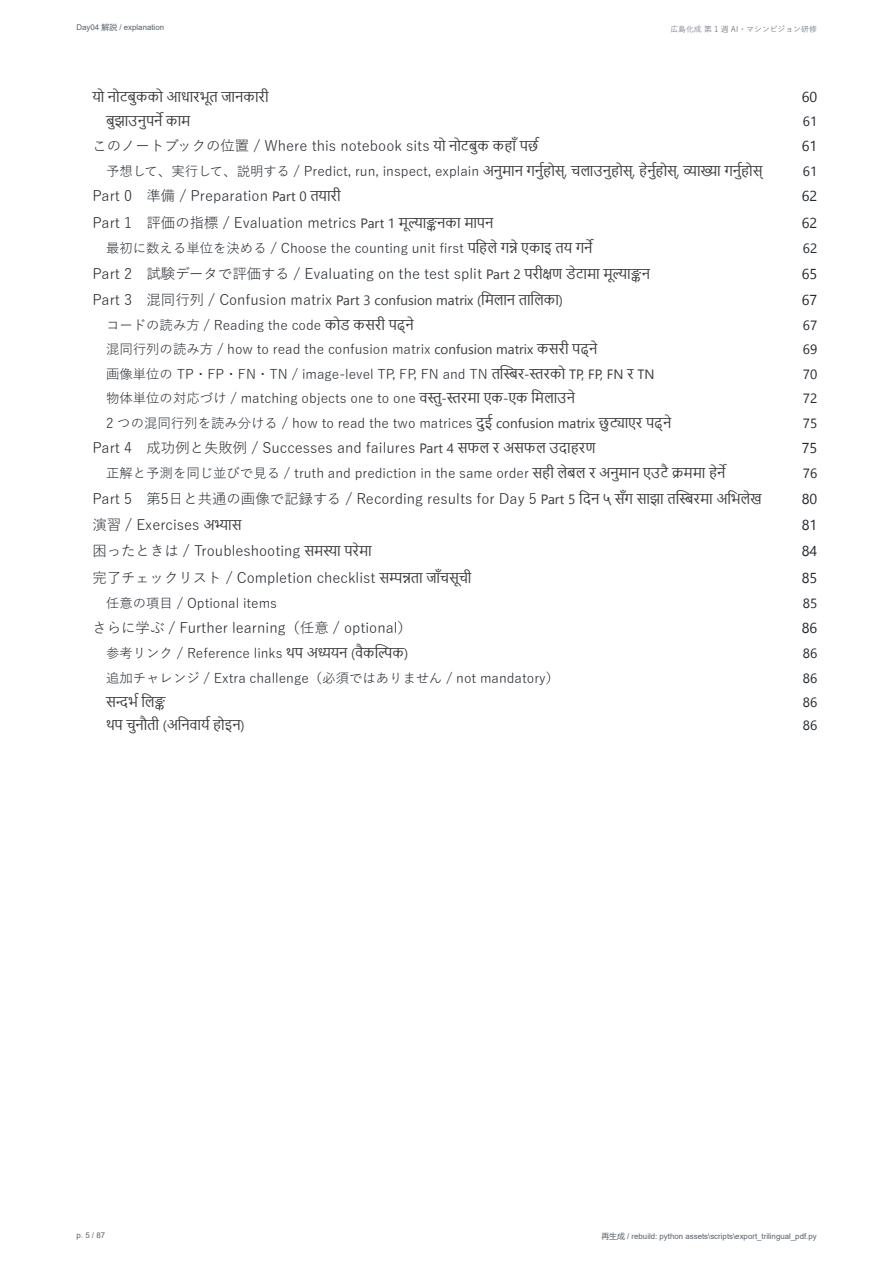 Day04 解説 / explanation
広島化成 第 1 週 AI・マシンビジョン研修
यो नोटबुकको आधारभूत जानकारी 60
बुझाउनुपर्ने काम 61
このノートブックの位置 / Where this notebook sits यो नोटबुक कहाँ पर्छ 61
予想して、実行して、説明する / Predict, run, inspect, explain अनुमान गर्नुहोस्, चलाउनुहोस्, हेर्नुहोस्, व्याख्या गर्नुहोस् 61
Part 0　準備 / Preparation Part 0 तयारी 62
Part 1　評価の指標 / Evaluation metrics Part 1 मूल्याङ्कनका मापन 62
最初に数える単位を決める / Choose the counting unit first पहिले गन्ने एकाइ तय गर्ने 62
Part 2　試験データで評価する / Evaluating on the test split Part 2 परीक्षण डेटामा मूल्याङ्कन 65
Part 3　混同行列 / Confusion matrix Part 3 confusion matrix (मिलान तालिका) 67
コードの読み方 / Reading the code कोड कसरी पढ्ने 67
混同行列の読み方 / how to read the confusion matrix confusion matrix कसरी पढ्ने 69
画像単位の TP・FP・FN・TN / image-level TP, FP, FN and TN तस्बिर-स्तरको TP, FP, FN र TN 70
物体単位の対応づけ / matching objects one to one वस्तु-स्तरमा एक-एक मिलाउने 72
2 つの混同行列を読み分ける / how to read the two matrices दुई confusion matrix छुट्याएर पढ्ने 75
Part 4　成功例と失敗例 / Successes and failures Part 4 सफल र असफल उदाहरण 75
正解と予測を同じ並びで見る / truth and prediction in the same order सही लेबल र अनुमान एउटै क्रममा हेर्ने 76
Part 5　第5日と共通の画像で記録する / Recording results for Day 5 Part 5 दिन ५ सँग साझा तस्बिरमा अभिलेख 80
演習 / Exercises अभ्यास 81
困ったときは / Troubleshooting समस्या परेमा 84
完了チェックリスト / Completion checklist सम्पन्नता जाँचसूची 85
任意の項目 / Optional items 85
さらに学ぶ / Further learning（任意 / optional） 86
参考リンク / Reference links थप अध्ययन (वैकल्पिक) 86
追加チャレンジ / Extra challenge（必須ではありません / not mandatory） 86
सन्दर्भ लिङ्क 86
थप चुनौती (अनिवार्य होइन) 86
p. 5 / 87
再生成 / rebuild: python assets\scripts\export_trilingual_pdf.py